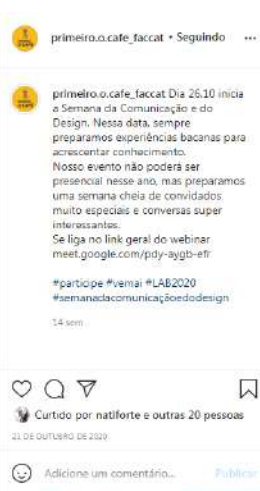 primeiro.o.cafe_faccat • Seguindo ...
primeiro.o.cafe_faccat Dia 26.10 inicia
a Semana da Comunicação e do
Design. Nessa data, sempre
preparamos experiências bacanas para
acrescentar conhecimento.
Nosso evento não poderá ser
presencial nesse ano, mas preparamos
uma semana cheia de convidados
muito especiais e conversas super
interessantes.
Se liga no link geral do webinar
meet.google.com/pdy-aygb-efr
#participe #vemai #LAB2020
#semanadacomunicaçãoedodesign
14 sem
Curtido por natiforte e outras 20 pessoas
21 DE OUTUBRO DE 2020
Adicione um comentário... Publicar